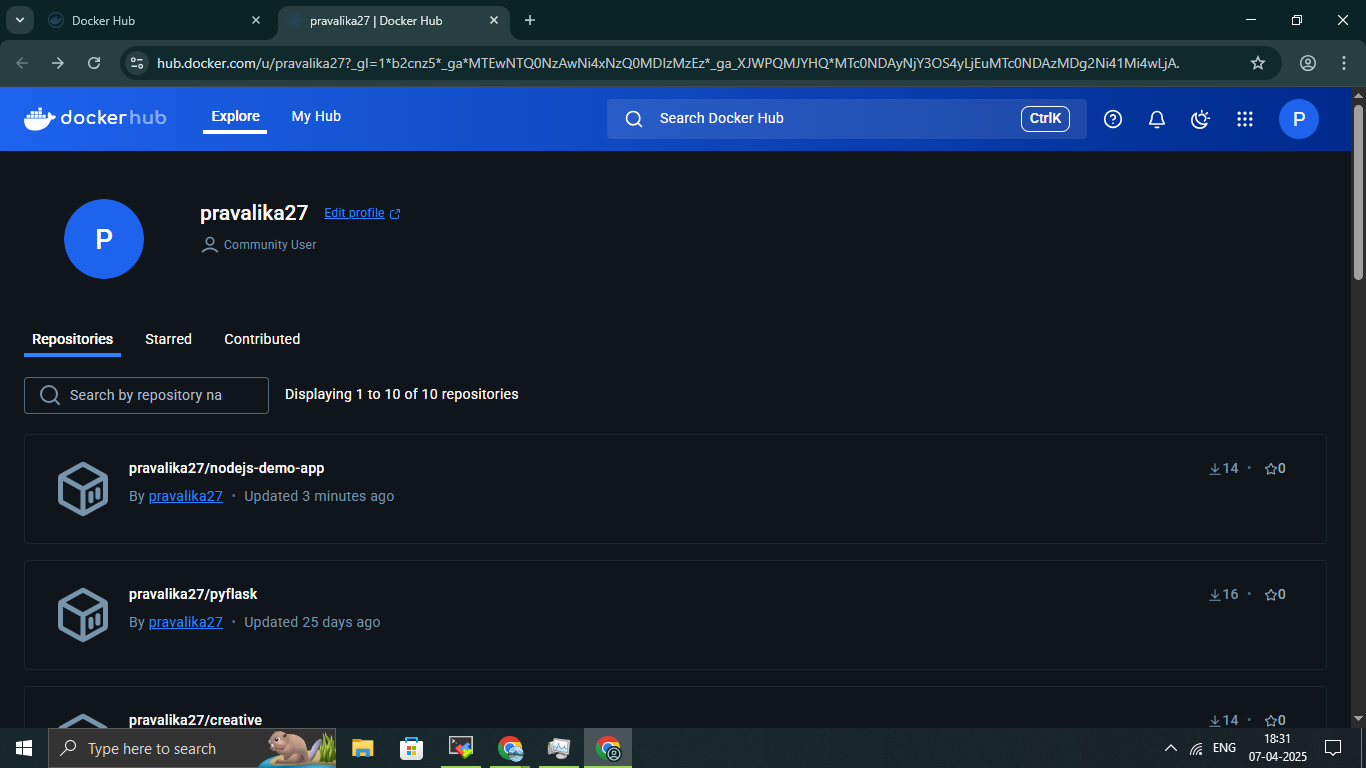 Docker Hub
pravalika27 | Docker Hub
hub.docker.com/u/pravalika27?_gl=1*b2cnz5*_ga*MTEwNTQ0NzAwNi4xNzQ0MDIzMzEz*_ga_XJWPQMJYHQ*MTc0NDAyNjY3OS4yLjEuMTc0NDAzMDg2Ni41Mi4wLjA.
dockerhub
Explore
My Hub
Search Docker Hub
CtrlK
P
P
pravalika27
Edit profile
Community User
Repositories
Starred
Contributed
Search by repository na
Displaying 1 to 10 of 10 repositories
pravalika27/nodejs-demo-app
14 • 0
By pravalika27 • Updated 3 minutes ago
pravalika27/pyflask
16 • 0
By pravalika27 • Updated 25 days ago
pravalika27/creative
14 • 0
Type here to search
ENG
18:31
07-04-2025